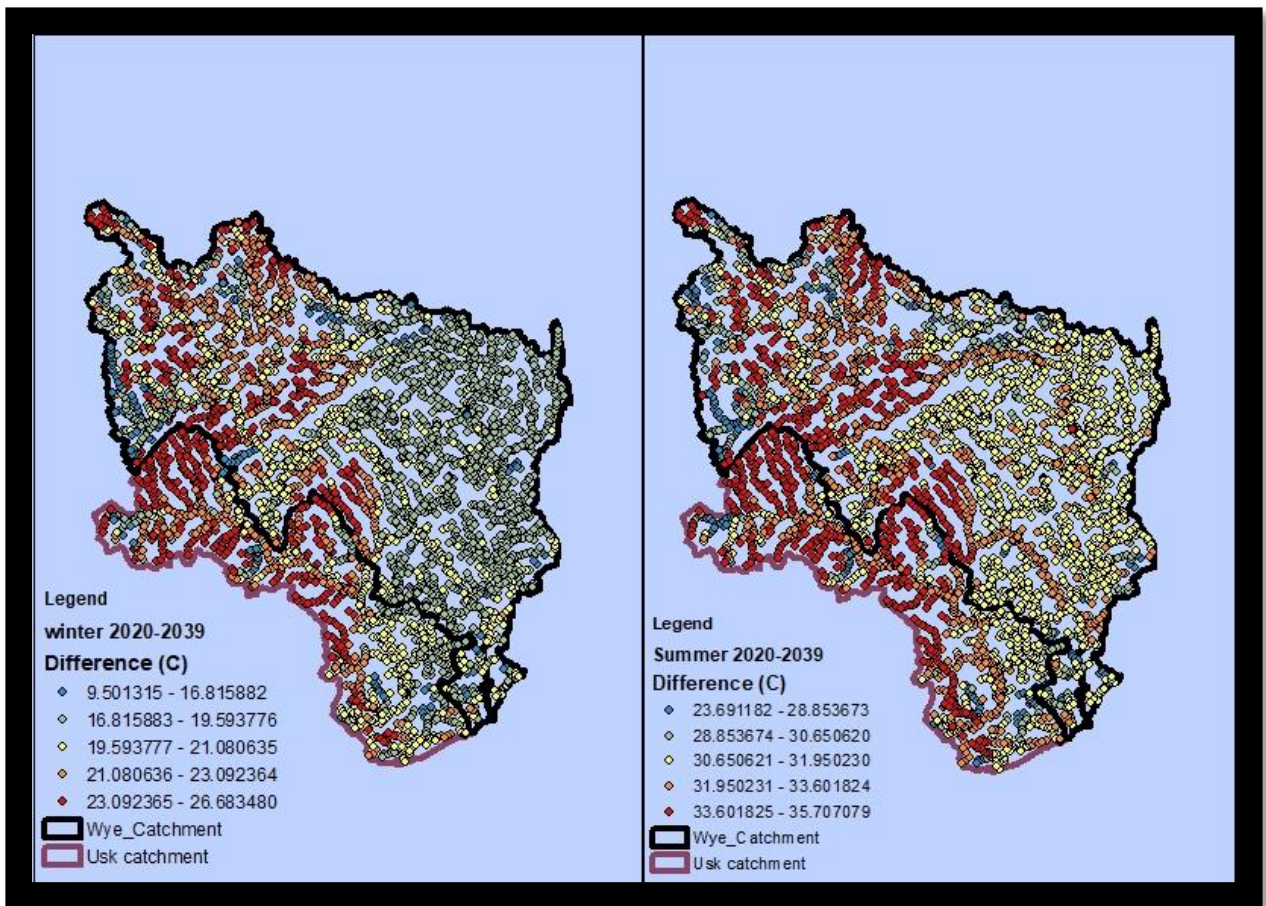 Legend
winter 2020-2039
Difference (C)
9.501315 - 16.815882
16.815883 - 19.593776
19.593777 - 21.080635
21.080636 - 23.092364
23.092365 - 26.683480
Wye_Catchment
Usk catchment
Legend
Summer 2020-2039
Difference (C)
23.691182 - 28.853673
28.853674 - 30.650620
30.650621 - 31.950230
31.950231 - 33.601824
33.601825 - 35.707079
Wye_Catchment
Usk catchment